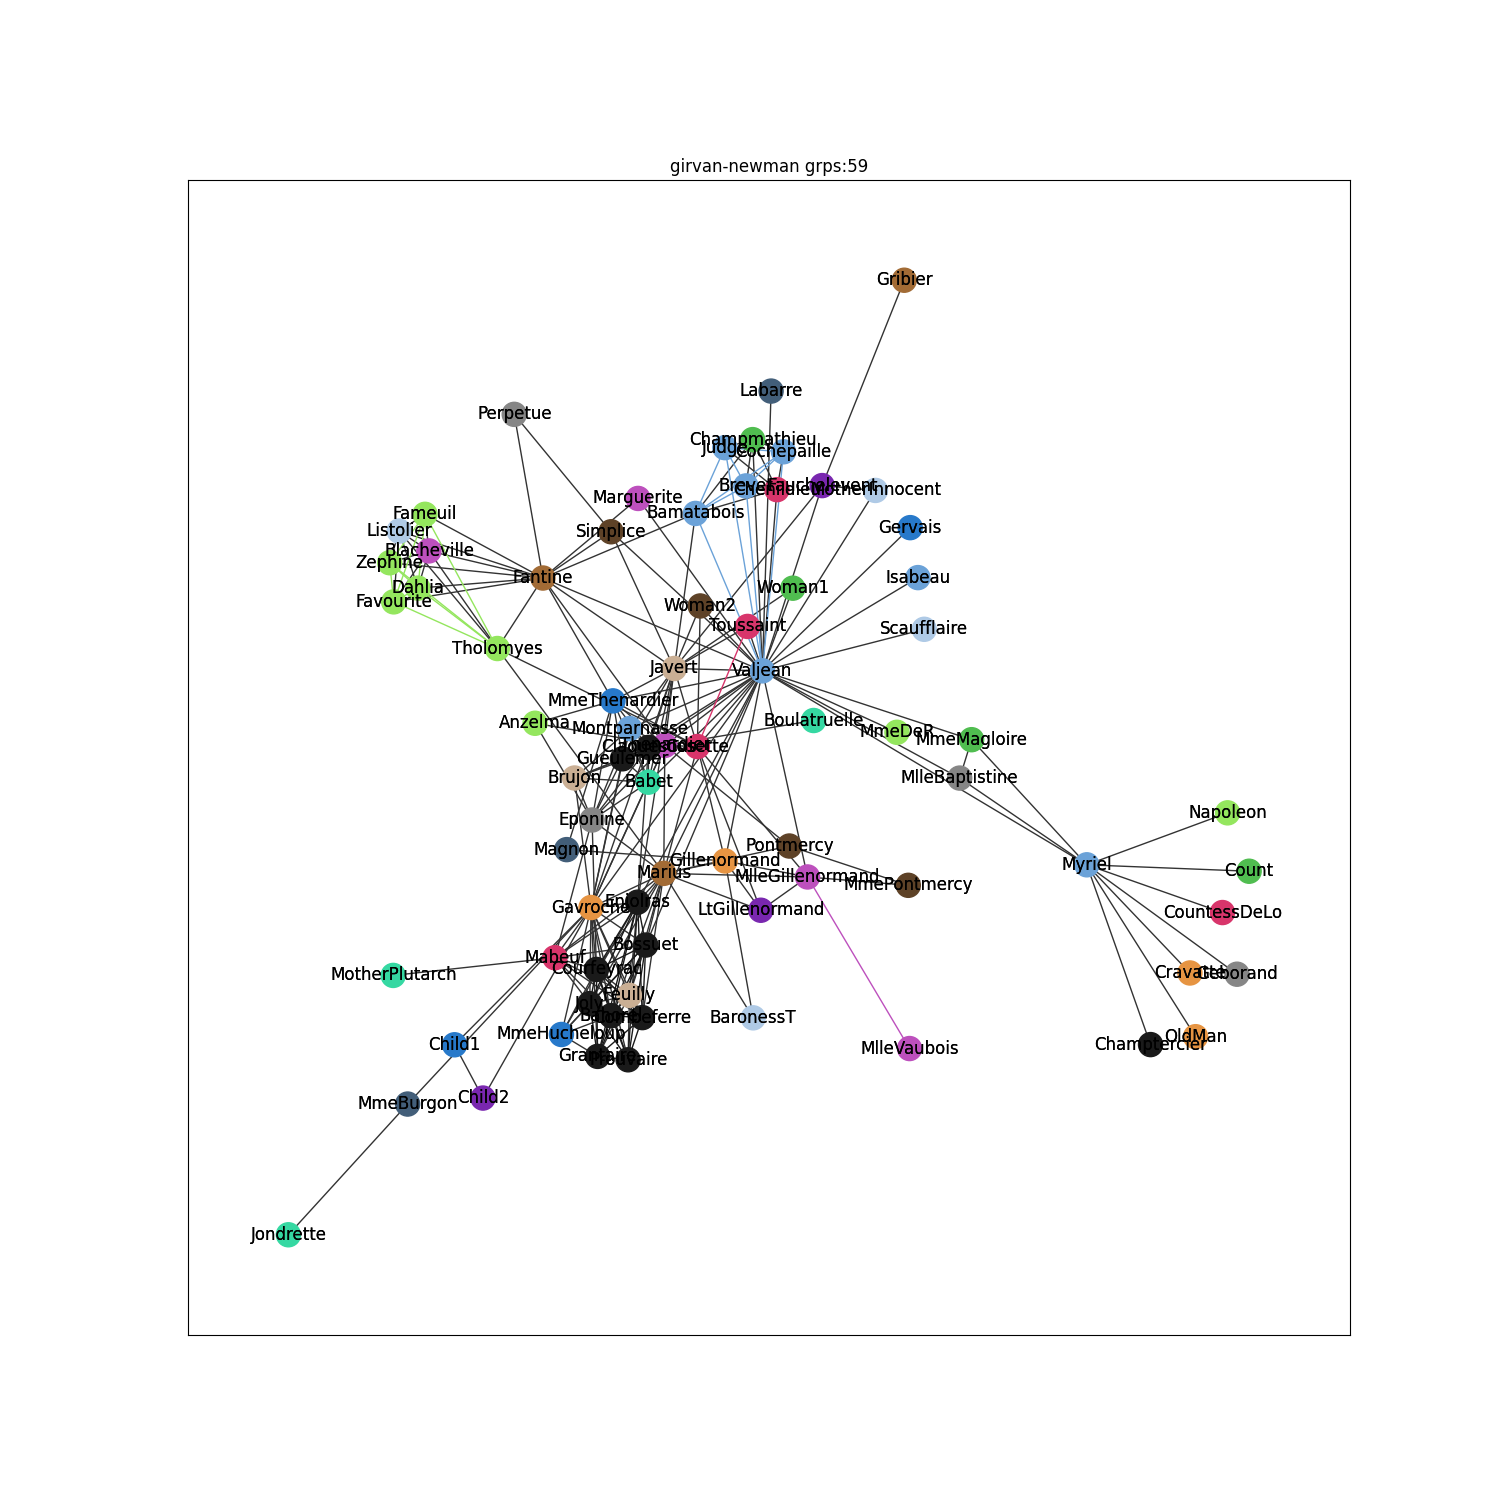 girvan-newman grps:59
Gribier
Labarre
Perpetue
Champmathieu
Judge
Cochepaille
Brevet
Chenildieu
Fauchelevent
MotherInnocent
Marguerite
Bamatabois
Fameuil
Listolier
Simplice
Gervais
Blacheville
Zephine
Fantine
Isabeau
Dahlia
Woman1
Favourite
Woman2
Toussaint
Scaufflaire
Tholomyes
Javert
Valjean
MmeThenardier
Anzelma
Boulatruelle
Montparnasse
MmeDeR
MmeMagloire
Cosette
Gueulemer
Brujon
Babet
MlleBaptistine
Napoleon
Eponine
Magnon
Pontmercy
Gillenormand
Myriel
Marius
Count
MlleGillenormand
MmePontmercy
Enjolras
Gavroche
LtGillenormand
CountessDeLo
Bossuet
Mabeuf
Courfeyrac
MotherPlutarch
Cravatte
Geborand
Feuilly
Joly
Bahorel
Combeferre
BaronessT
MmeHucheloup
OldMan
Child1
Champtercier
MlleVaubois
Grantaire
Prouvaire
Child2
MmeBurgon
Jondrette